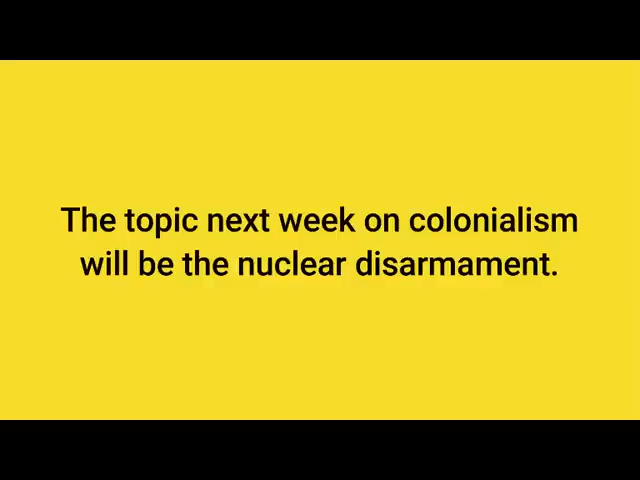 The topic next week on colonialism
will be the nuclear disarmament.